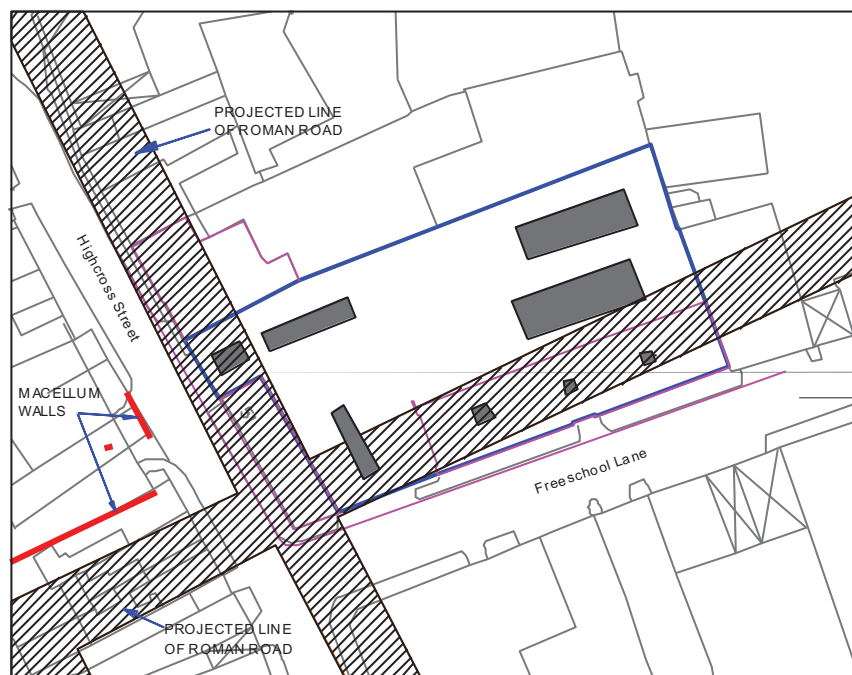 PROJECTED LINE
OF ROMAN ROAD
Highcross Street
MACELLUM
WALLS
Freeschool Lane
PROJECTED LINE
OF ROMAN ROAD